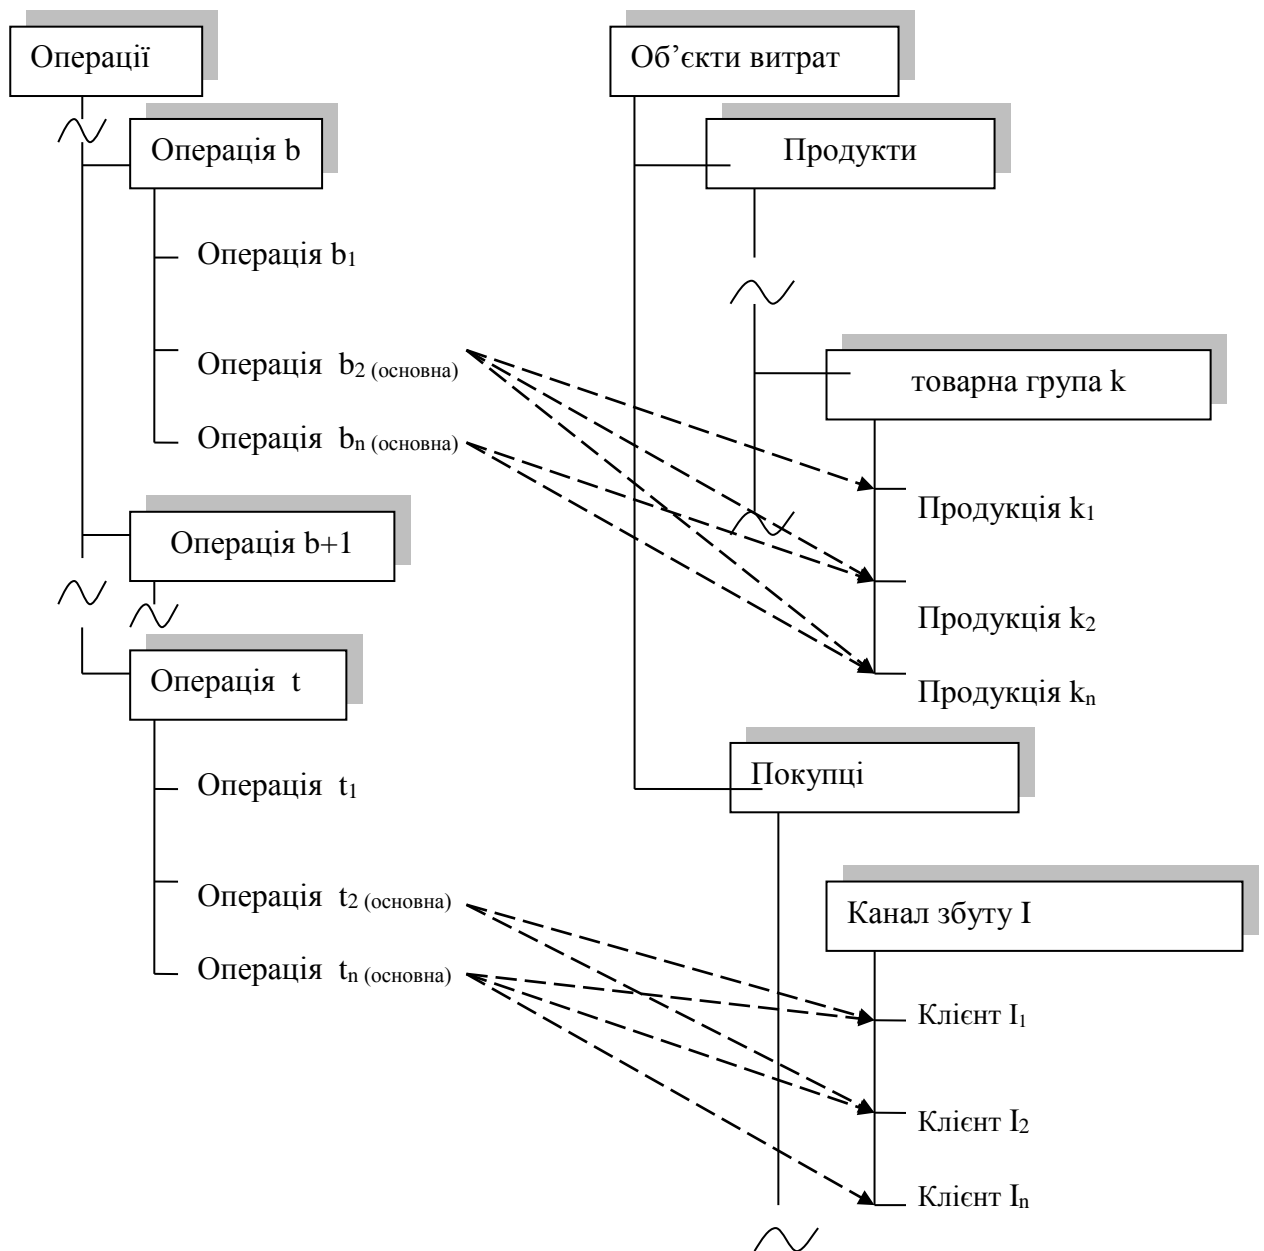 Операції
Операція b
Операція b1
Операція b2 (основна)
Операція bn (основна)
Операція b+1
Операція t
Операція t1
Операція t2 (основна)
Операція tn (основна)
Об’єкти витрат
Продукти
товарна група k
Продукція k1
Продукція k2
Продукція kn
Покупці
Канал збуту I
Клієнт I1
Клієнт I2
Клієнт In